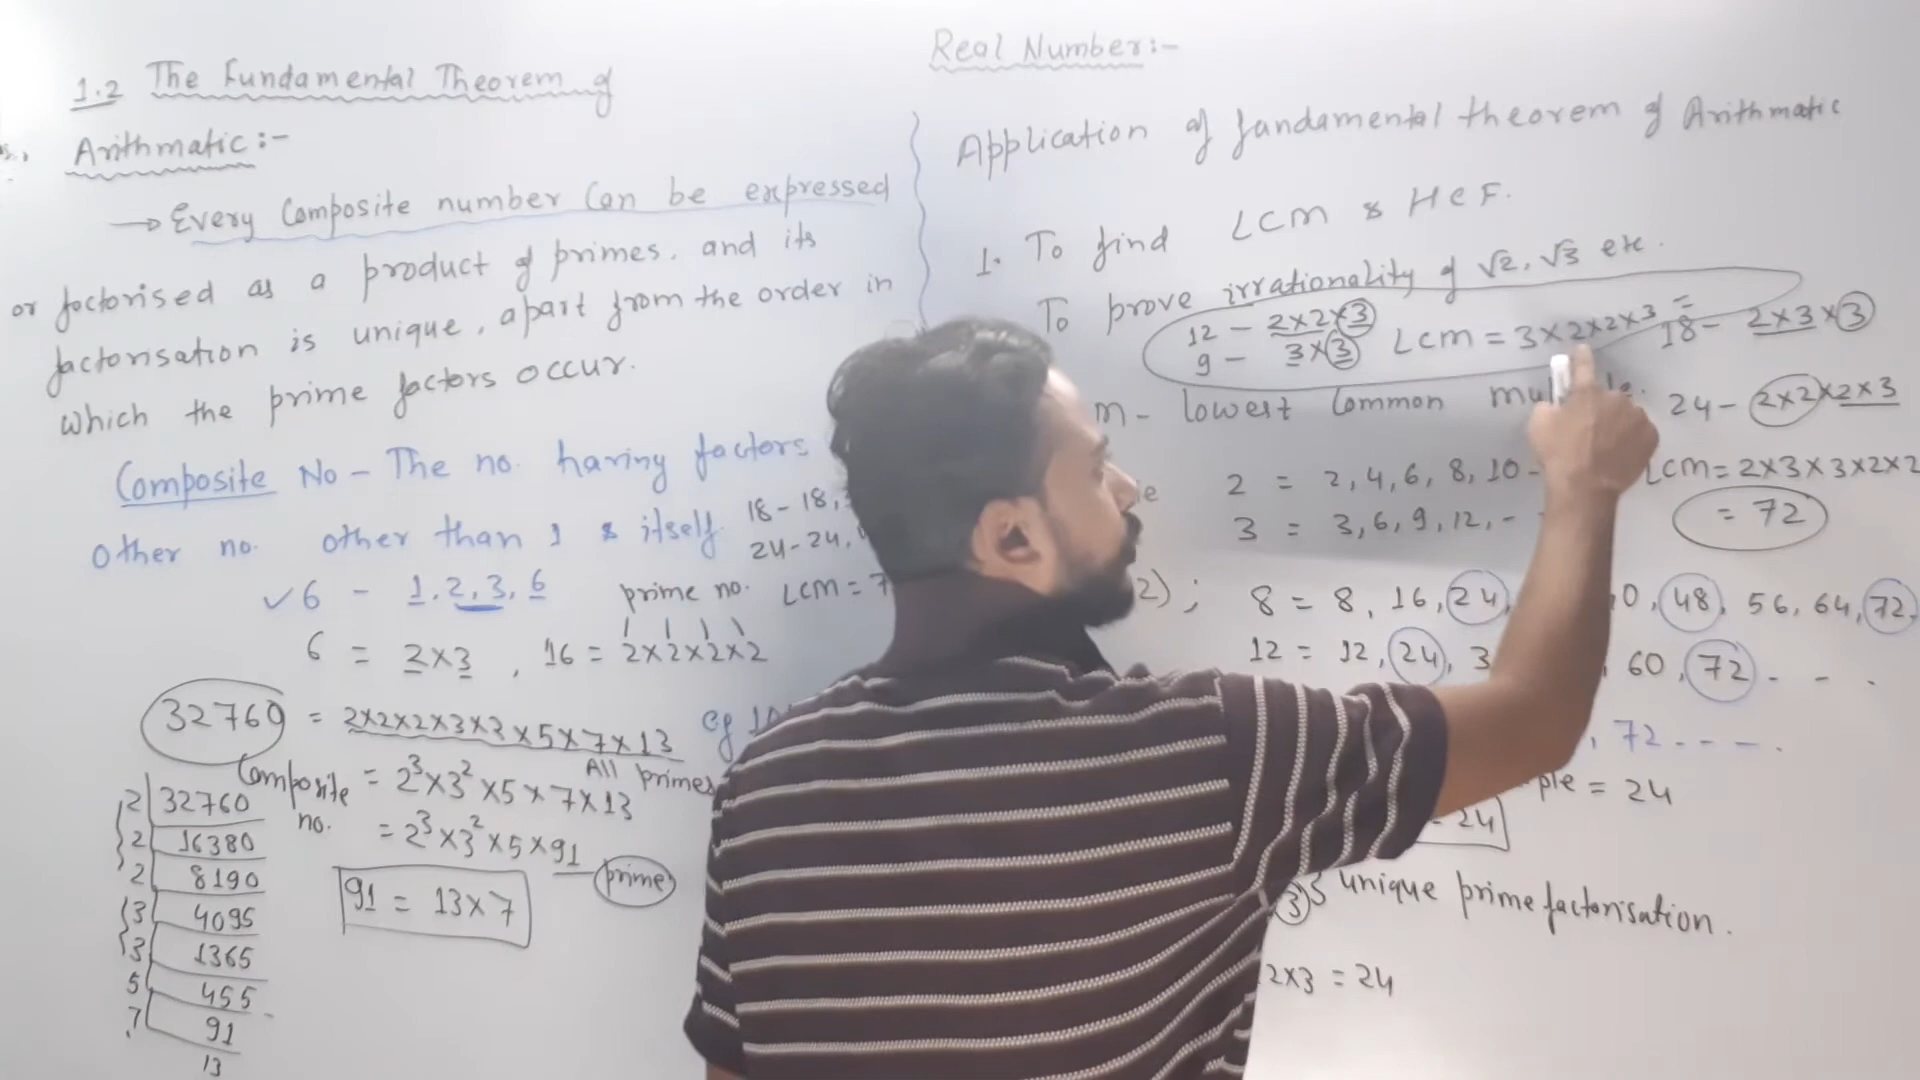 1.2 The Fundamental Theorem of
Arithmatic:-
→ Every Composite number Can be expressed
or factorised as a product of primes, and its
factorisation is unique, apart from the order in
which the prime factors occur.
Composite No - The no. having factors
Other no. other than 1 & itself.
18 - 18,
24 - 24,
✓6 - 1, 2, 3, 6
prime no. LCM = 7
6 = 2×3, 16 = 2×2×2×2
32760 = 2×2×2×3×3×5×7×13 eg
All primes
Composite no. = 2³×3²×5×7×13
= 2³×3²×5×91
prime
91 = 13×7
2 32760
2 16380
2 8190
3 4095
3 1365
5 455
7 91
13
Real Number:-
Application of fundamental theorem of Arithmatic
1. To find LCM & HCF.
To prove irrationality of √2, √3 etc.
12 - 2×2×3
9 - 3×3
LCM = 3×2×2×3 =
18 - 2×3×3
24 - 2×2×2×3
LCM = 2×3×3×2×2
= 72
m - lowest Common
2 = 2, 4, 6, 8, 10 -
3 = 3, 6, 9, 12, -
2) ; 8 = 8, 16, 24, 0, 48, 56, 64, 72,
12 = 12, 24, 3 , 60, 72 - - .
, 72 - - - .
ple = 24
24
3 unique prime factorisation.
2×3 = 24